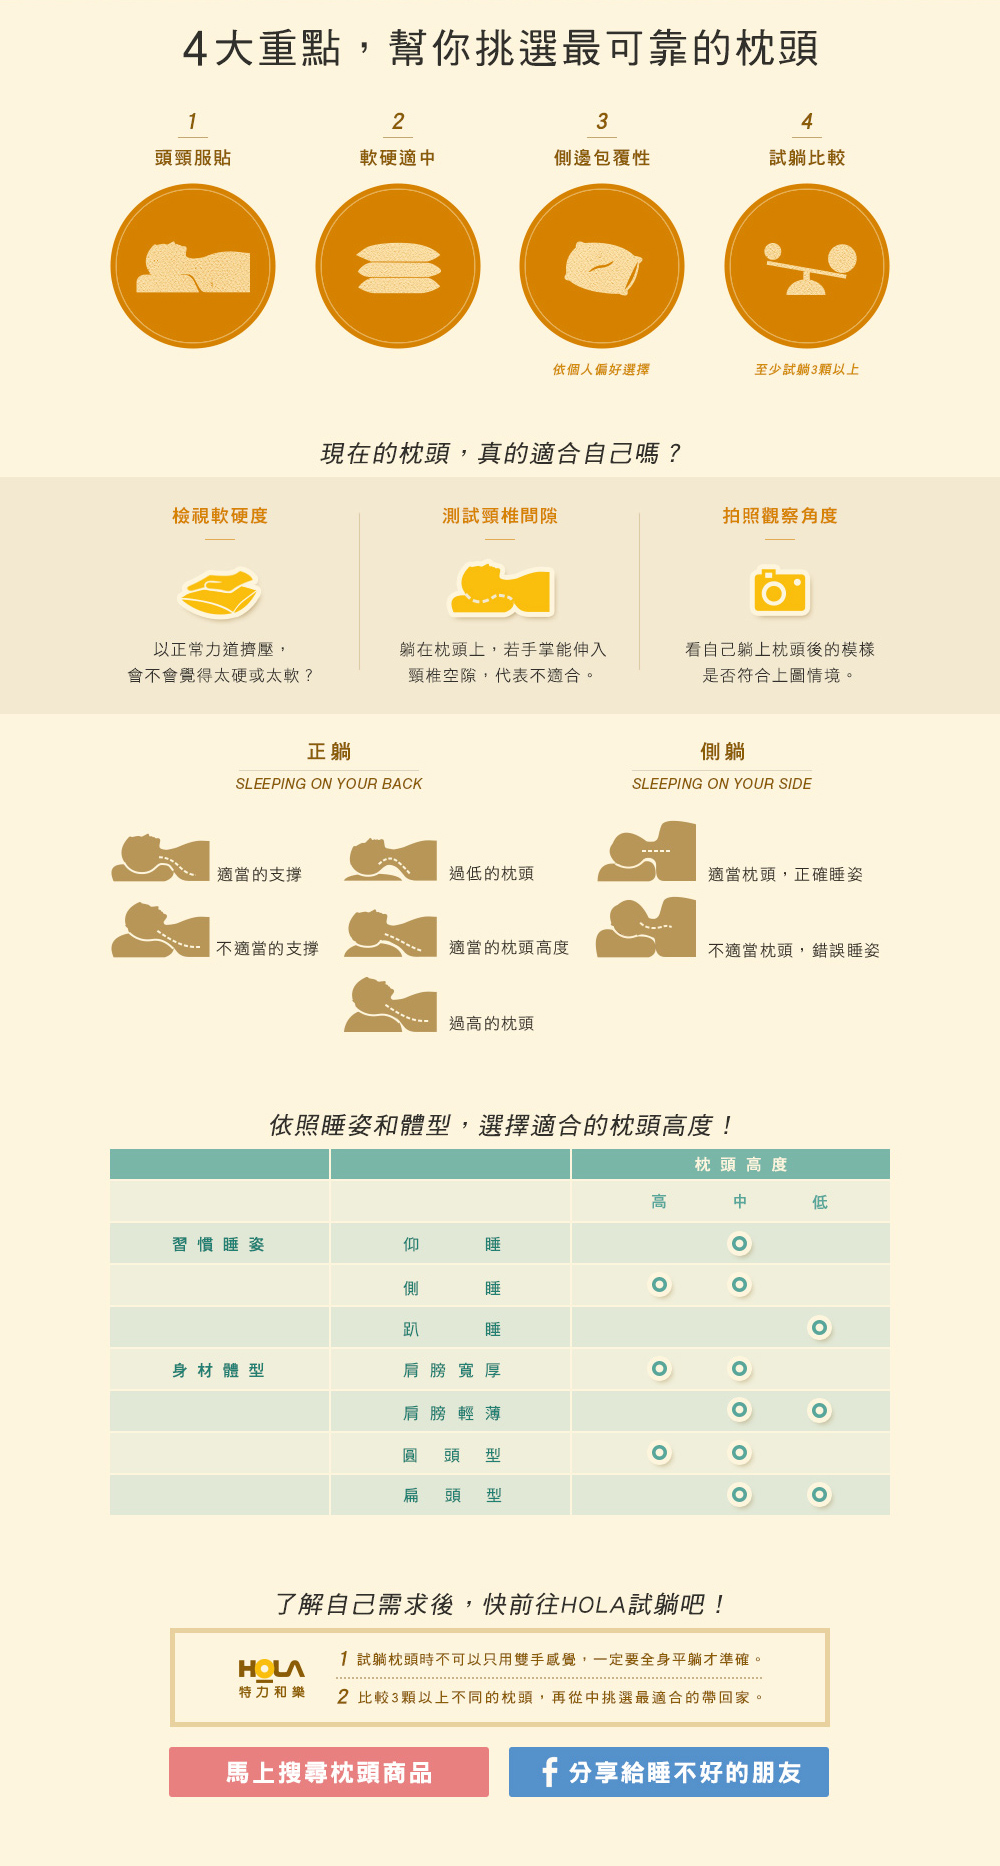 4大重點，幫你挑選最可靠的枕頭
1
頭頸服貼
2
軟硬適中
3
側邊包覆性
依個人偏好選擇
4
試躺比較
至少試躺3顆以上
現在的枕頭，真的適合自己嗎？
檢視軟硬度
以正常力道擠壓，
會不會覺得太硬或太軟？
測試頸椎間隙
躺在枕頭上，若手掌能伸入
頸椎空隙，代表不適合。
拍照觀察角度
看自己躺上枕頭後的模樣
是否符合上圖情境。
正躺
SLEEPING ON YOUR BACK
適當的支撐
不適當的支撐
過低的枕頭
適當的枕頭高度
過高的枕頭
側躺
SLEEPING ON YOUR SIDE
適當枕頭，正確睡姿
不適當枕頭，錯誤睡姿
依照睡姿和體型，選擇適合的枕頭高度！
枕頭高度
高 中 低
習慣睡姿 仰睡
側睡
趴睡
身材體型 肩膀寬厚
肩膀輕薄
圓頭型
扁頭型
了解自己需求後，快前往HOLA試躺吧！
HOLA
特力和樂
1 試躺枕頭時不可以只用雙手感覺，一定要全身平躺才準確。
2 比較3顆以上不同的枕頭，再從中挑選最適合的帶回家。
馬上搜尋枕頭商品
f 分享給睡不好的朋友